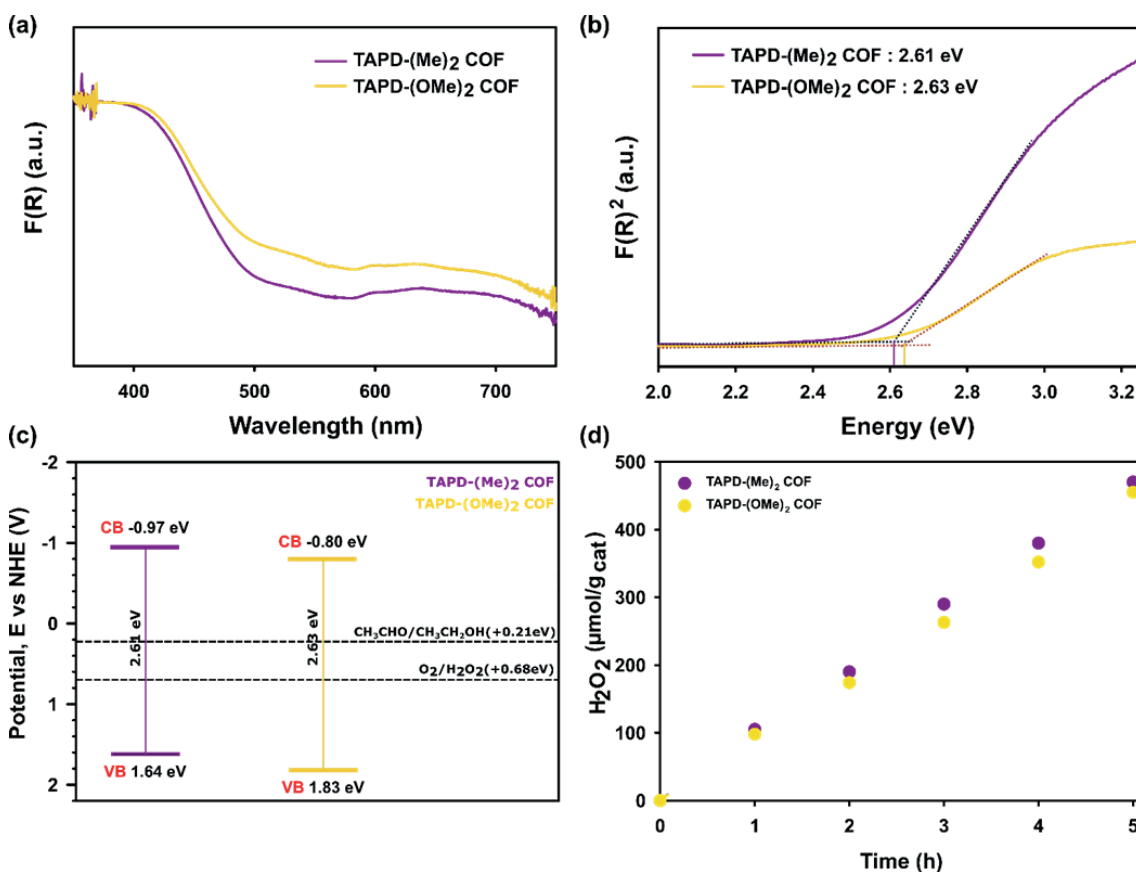 (a)
TAPD-(Me)2 COF
TAPD-(OMe)2 COF
F(R) (a.u.)
400 500 600 700
Wavelength (nm)
(b)
TAPD-(Me)2 COF : 2.61 eV
TAPD-(OMe)2 COF : 2.63 eV
F(R)² (a.u.)
2.0 2.2 2.4 2.6 2.8 3.0 3.2
Energy (eV)
(c)
TAPD-(Me)2 COF
TAPD-(OMe)2 COF
Potential, E vs NHE (V)
-2
-1
0
1
2
CB -0.97 eV
2.61 eV
VB 1.64 eV
CB -0.80 eV
2.63 eV
VB 1.83 eV
CH₃CHO/CH₃CH₂OH(+0.21eV)
O₂/H₂O₂(+0.68eV)
(d)
TAPD-(Me)₂ COF
TAPD-(OMe)₂ COF
H₂O₂ (μmol/g cat)
500
400
300
200
100
0
0 1 2 3 4 5
Time (h)